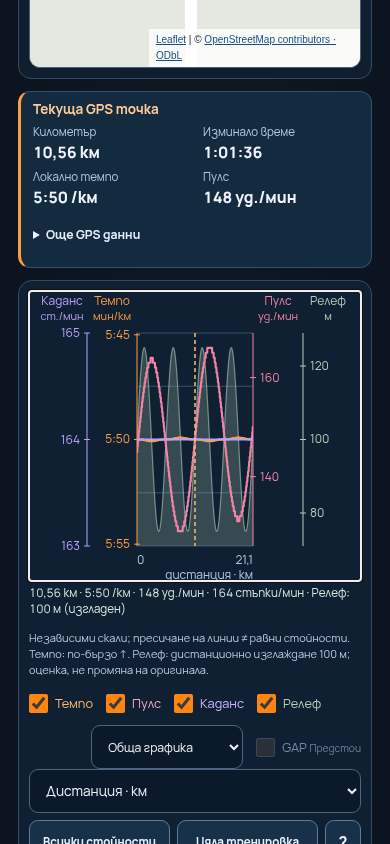 Leaflet | © OpenStreetMap contributors ·
ODbL
Текуща GPS точка
Километър
Изминало време
10,56 км
1:01:36
Локално темпо
Пулс
5:50 /км
148 уд./мин
Още GPS данни
Каданс
Темпо
Пулс
Релеф
ст./мин
мин/км
уд./мин
м
165
5:45
120
160
164
5:50
100
140
80
163
5:55
0
21,1
дистанция · км
10,56 км · 5:50 /км · 148 уд./мин · 164 стъпки/мин · Релеф:
100 м (изгладен)
Независими скали; пресичане на линии ≠ равни стойности.
Темпо: по-бързо ↑. Релеф: дистанционно изглаждане 100 м;
оценка, не промяна на оригинала.
Темпо
Пулс
Каданс
Релеф
Обща графика
GAP Предстои
Дистанция · км
Всички стойности
Цяла тренировка
?